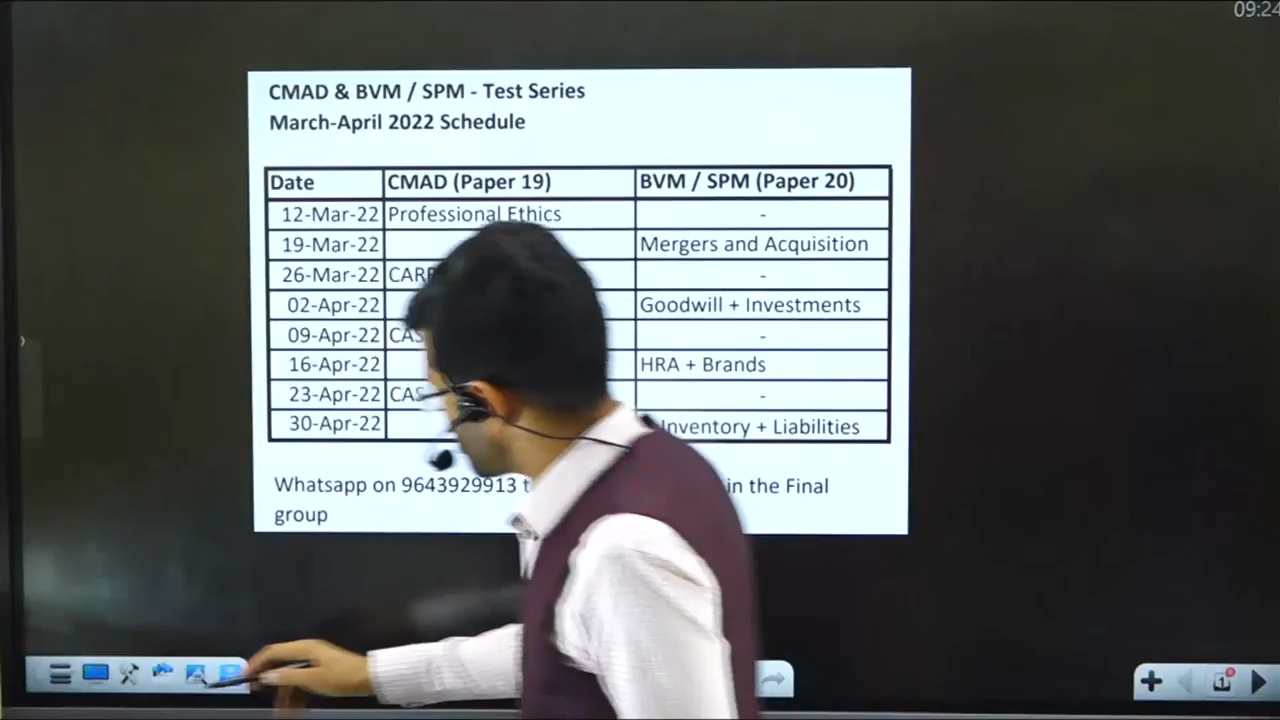 09:24
CMAD & BVM / SPM - Test Series
March-April 2022 Schedule
Date CMAD (Paper 19) BVM / SPM (Paper 20)
12-Mar-22 Professional Ethics -
19-Mar-22 Mergers and Acquisition
26-Mar-22 -
02-Apr-22 Goodwill + Investments
09-Apr-22 -
16-Apr-22 HRA + Brands
23-Apr-22 -
30-Apr-22 Inventory + Liabilities
Whatsapp on 9643929913 in the Final
group
1